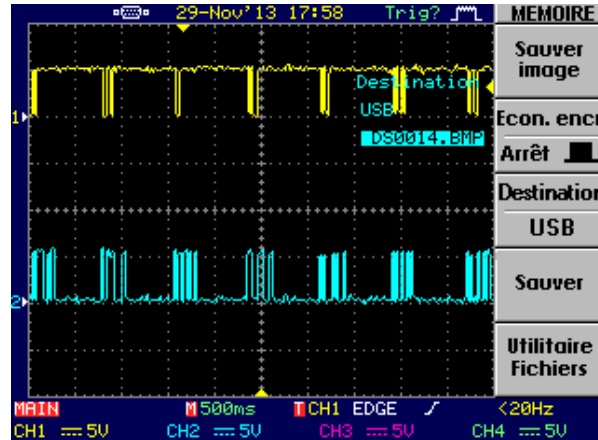 29-Nov'13 17:58 Trig?
MEMOIRE
Sauver
image
Destination
USB
DS0014.BMP
1
Econ. encr
Arrêt
Destination
USB
2
Sauver
Utilitaire
Fichiers
MAIN M 500ms T CH1 EDGE <20Hz
CH1 5V CH2 5V CH3 5V CH4 5V